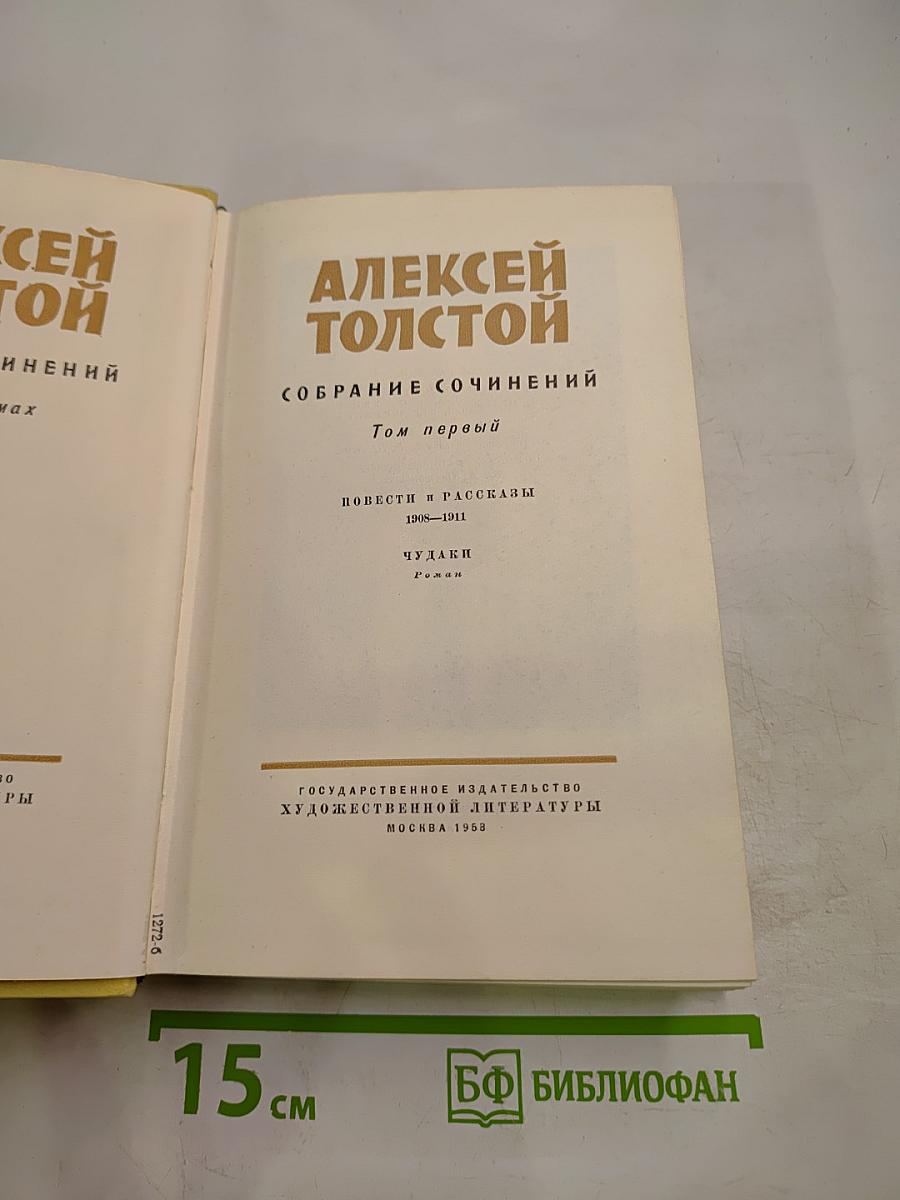 КСЕЙ
ТОЙ
ИНЕНИЙ
мах
ВО
РЫ
АЛЕКСЕЙ
ТОЛСТОЙ
СОБРАНИЕ СОЧИНЕНИЙ
Том первый
ПОВЕСТИ и РАССКАЗЫ
1908—1911
ЧУДАКИ
Роман
ГОСУДАРСТВЕННОЕ ИЗДАТЕЛЬСТВО
ХУДОЖЕСТВЕННОЙ ЛИТЕРАТУРЫ
МОСКВА 1958
1272-6
15 см
БФ БИБЛИОФАН